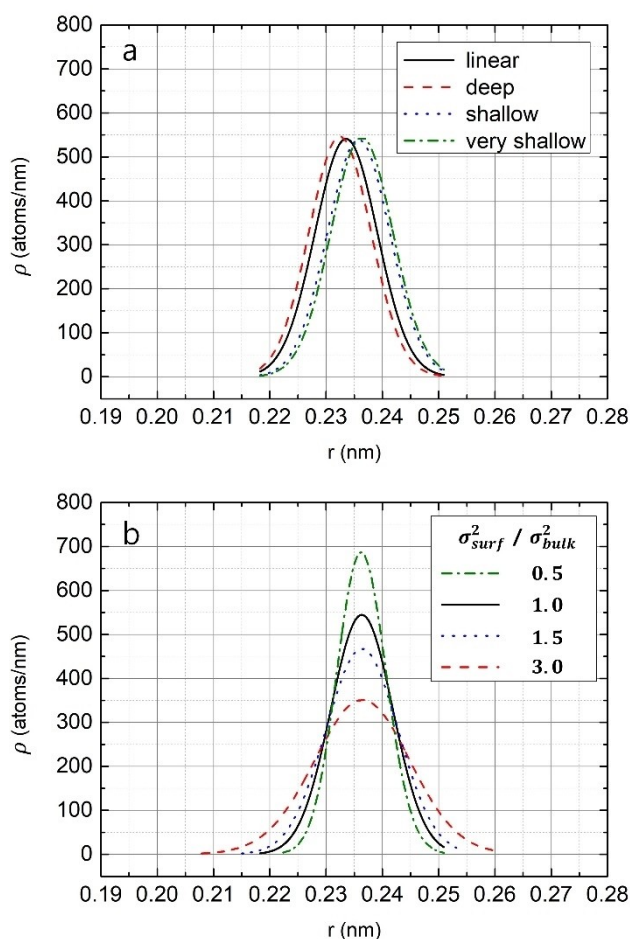 a
800
700
600
500
400
300
200
100
0
ρ (atoms/nm)
linear
deep
shallow
very shallow
0.19 0.20 0.21 0.22 0.23 0.24 0.25 0.26 0.27 0.28
r (nm)
b
800
700
600
500
400
300
200
100
0
ρ (atoms/nm)
σ²surf / σ²bulk
0.5
1.0
1.5
3.0
0.19 0.20 0.21 0.22 0.23 0.24 0.25 0.26 0.27 0.28
r (nm)